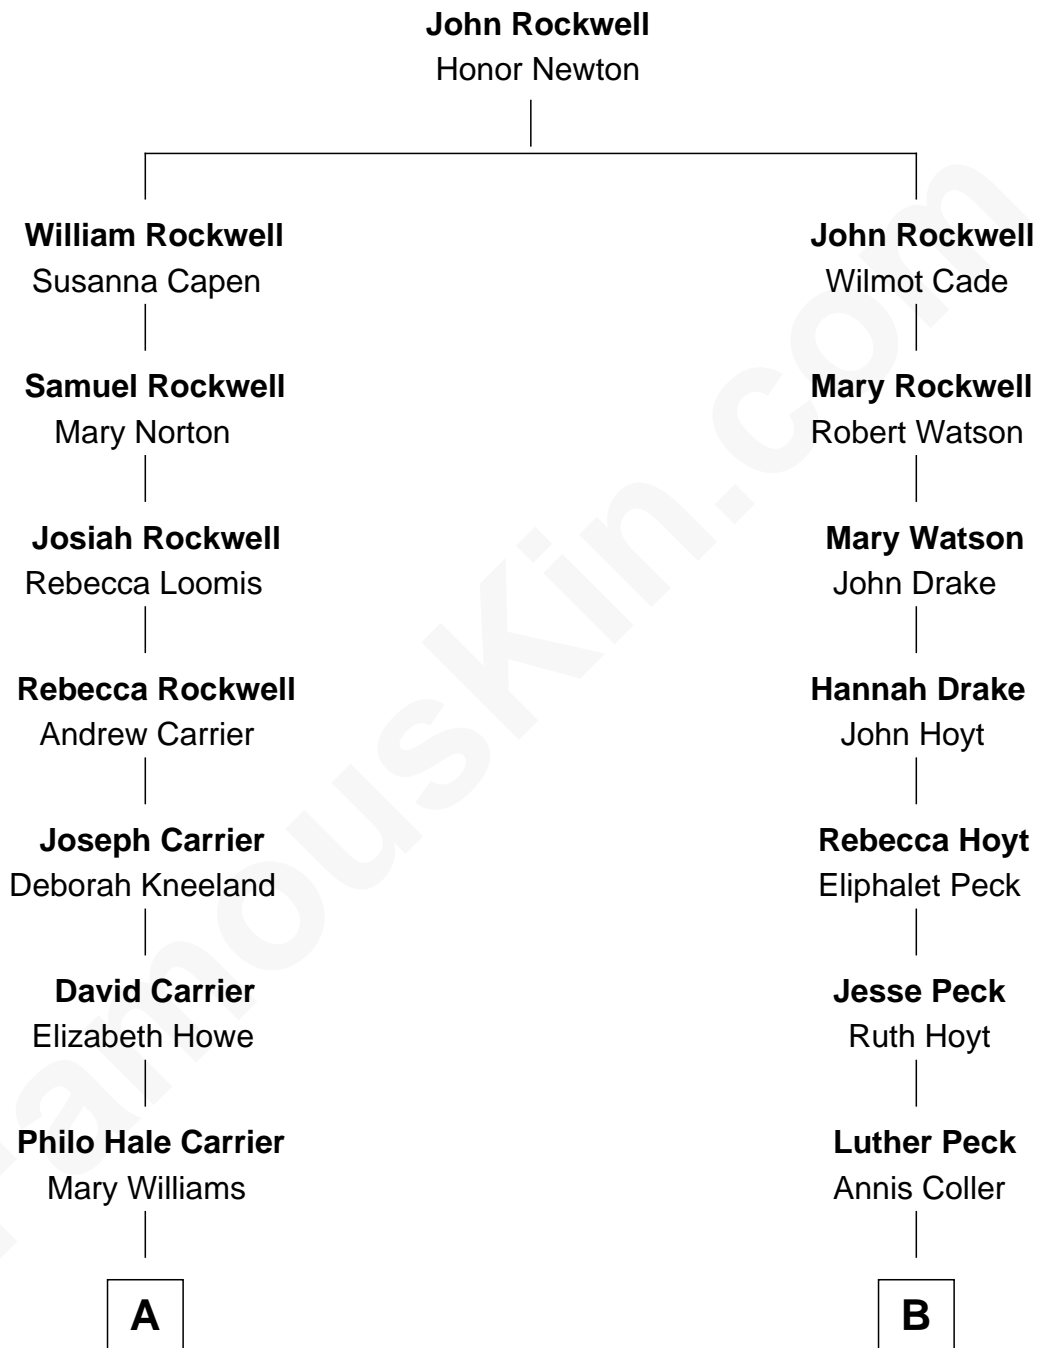 John Rockwell
Honor Newton
William Rockwell
Susanna Capen
John Rockwell
Wilmot Cade
Samuel Rockwell
Mary Norton
Mary Rockwell
Robert Watson
Josiah Rockwell
Rebecca Loomis
Mary Watson
John Drake
Rebecca Rockwell
Andrew Carrier
Hannah Drake
John Hoyt
Joseph Carrier
Deborah Kneeland
Rebecca Hoyt
Eliphalet Peck
David Carrier
Elizabeth Howe
Jesse Peck
Ruth Hoyt
Philo Hale Carrier
Mary Williams
Luther Peck
Annis Coller
A
B
FamousKin.com